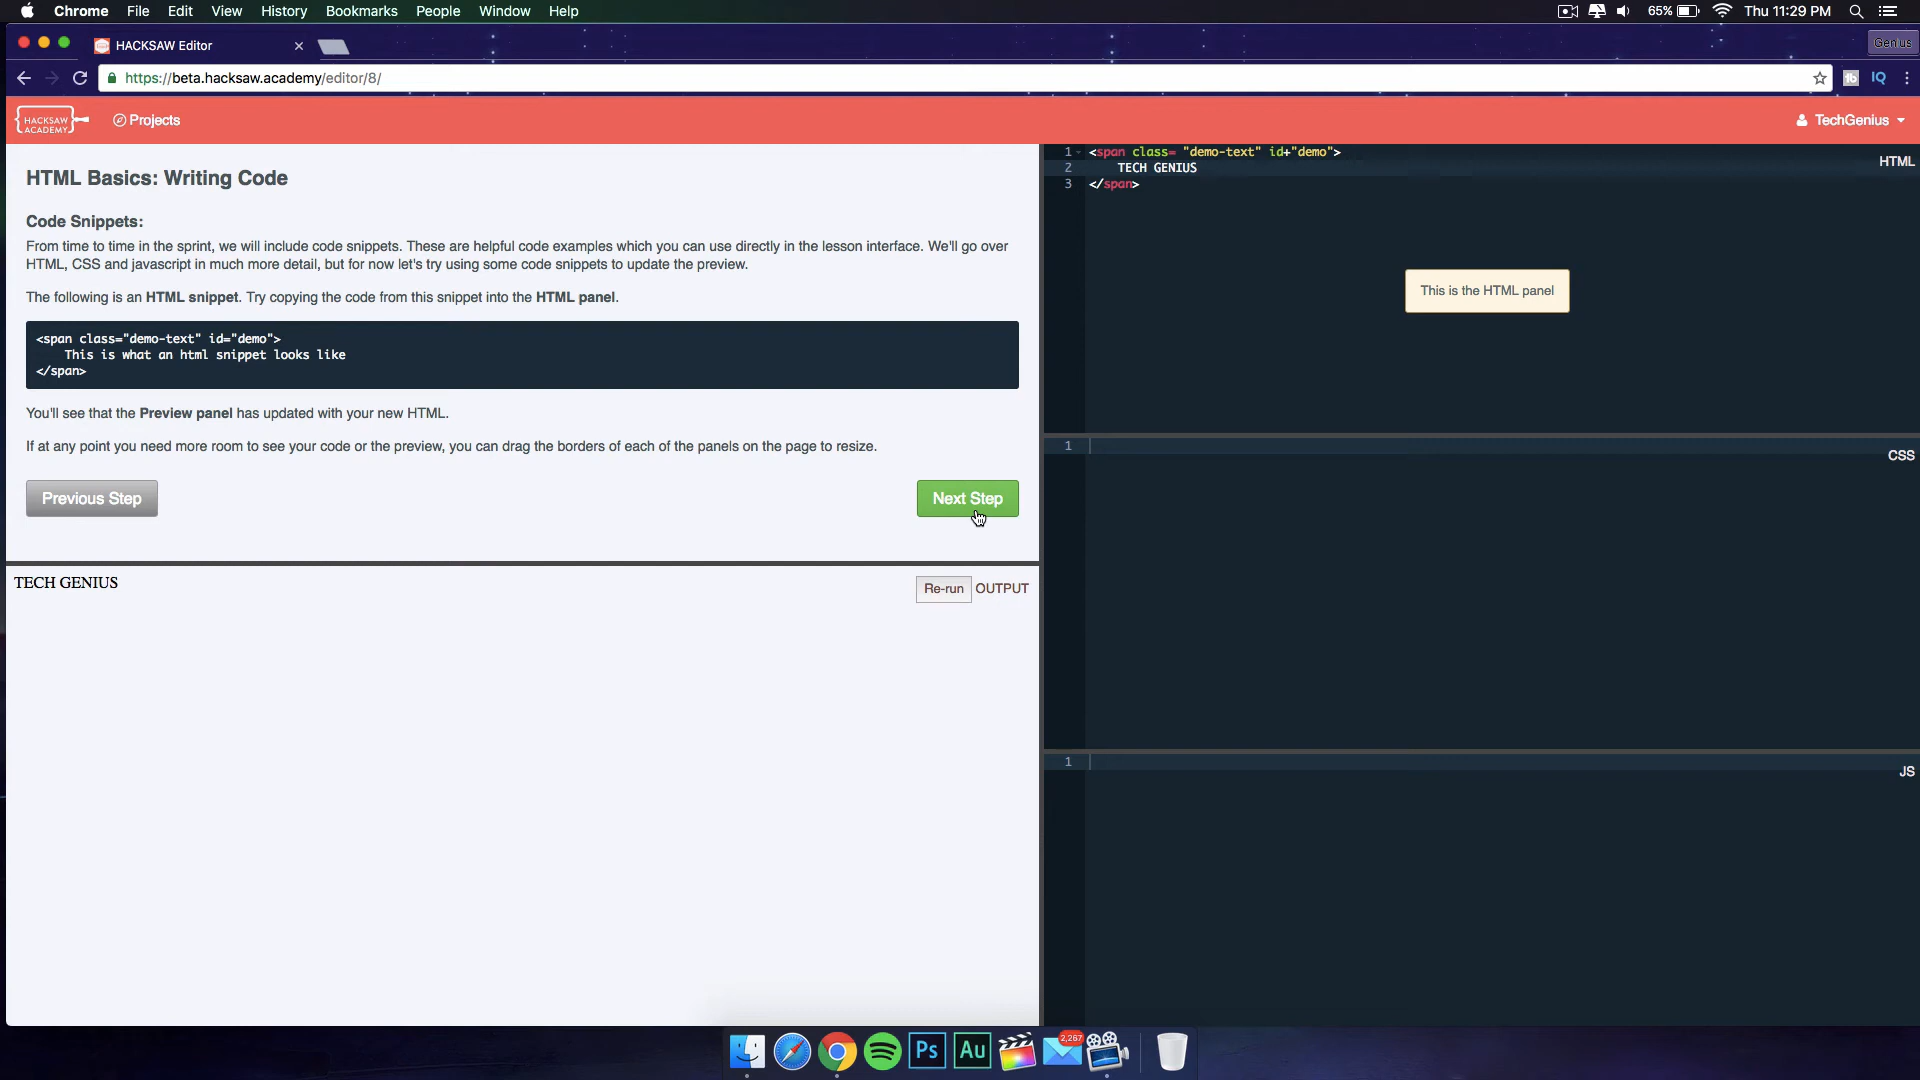 Chrome File Edit View History Bookmarks People Window Help 65% Thu 11:29 PM
HACKSAW Editor
Genius
https://beta.hacksaw.academy/editor/8/
IQ
HACKSAW
ACADEMY
Projects
TechGenius
HTML Basics: Writing Code
Code Snippets:
From time to time in the sprint, we will include code snippets. These are helpful code examples which you can use directly in the lesson interface. We'll go over
HTML, CSS and javascript in much more detail, but for now let's try using some code snippets to update the preview.
The following is an HTML snippet. Try copying the code from this snippet into the HTML panel.
<span class="demo-text" id="demo">
This is what an html snippet looks like
</span>
You'll see that the Preview panel has updated with your new HTML.
If at any point you need more room to see your code or the preview, you can drag the borders of each of the panels on the page to resize.
Previous Step
Next Step
TECH GENIUS
Re-run OUTPUT
1 <span class= "demo-text" id+"demo">
HTML
2 TECH GENIUS
3 </span>
This is the HTML panel
1
CSS
1
JS
Ps
Au
2,267